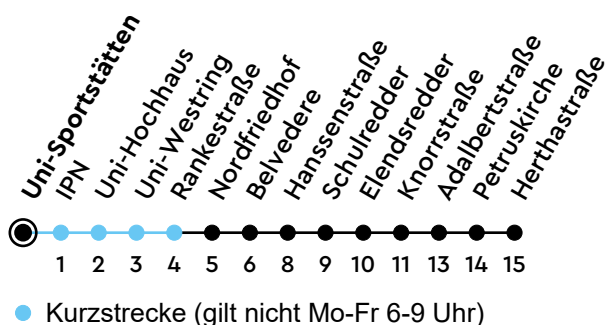 Uni-Sportstätten
IPN
Uni-Hochhaus
Uni-Westring
Rankestraße
Nordfriedhof
Belvedere
Hanssenstraße
Schulredder
Elendsredder
Knorrstraße
Adalbertstraße
Petruskirche
Herthastraße
1 2 3 4 5 6 8 9 10 11 13 14 15
Kurzstrecke (gilt nicht Mo-Fr 6-9 Uhr)